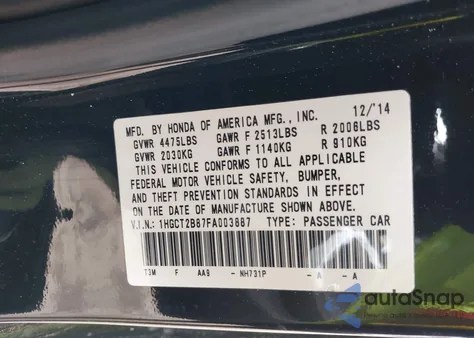 MFD. BY HONDA OF AMERICA MFG., INC. 12/'14
GVWR 4475LBS GAWR F 2513LBS R 2006LBS
GVWR 2030KG GAWR F 1140KG R 910KG
THIS VEHICLE CONFORMS TO ALL APPLICABLE
FEDERAL MOTOR VEHICLE SAFETY, BUMPER,
AND THEFT PREVENTION STANDARDS IN EFFECT
ON THE DATE OF MANUFACTURE SHOWN ABOVE.
V.I.N.: 1HGCT2B87FA003887 TYPE: PASSENGER CAR
T3M F AA9 - NH731P -A -A
autoSnap